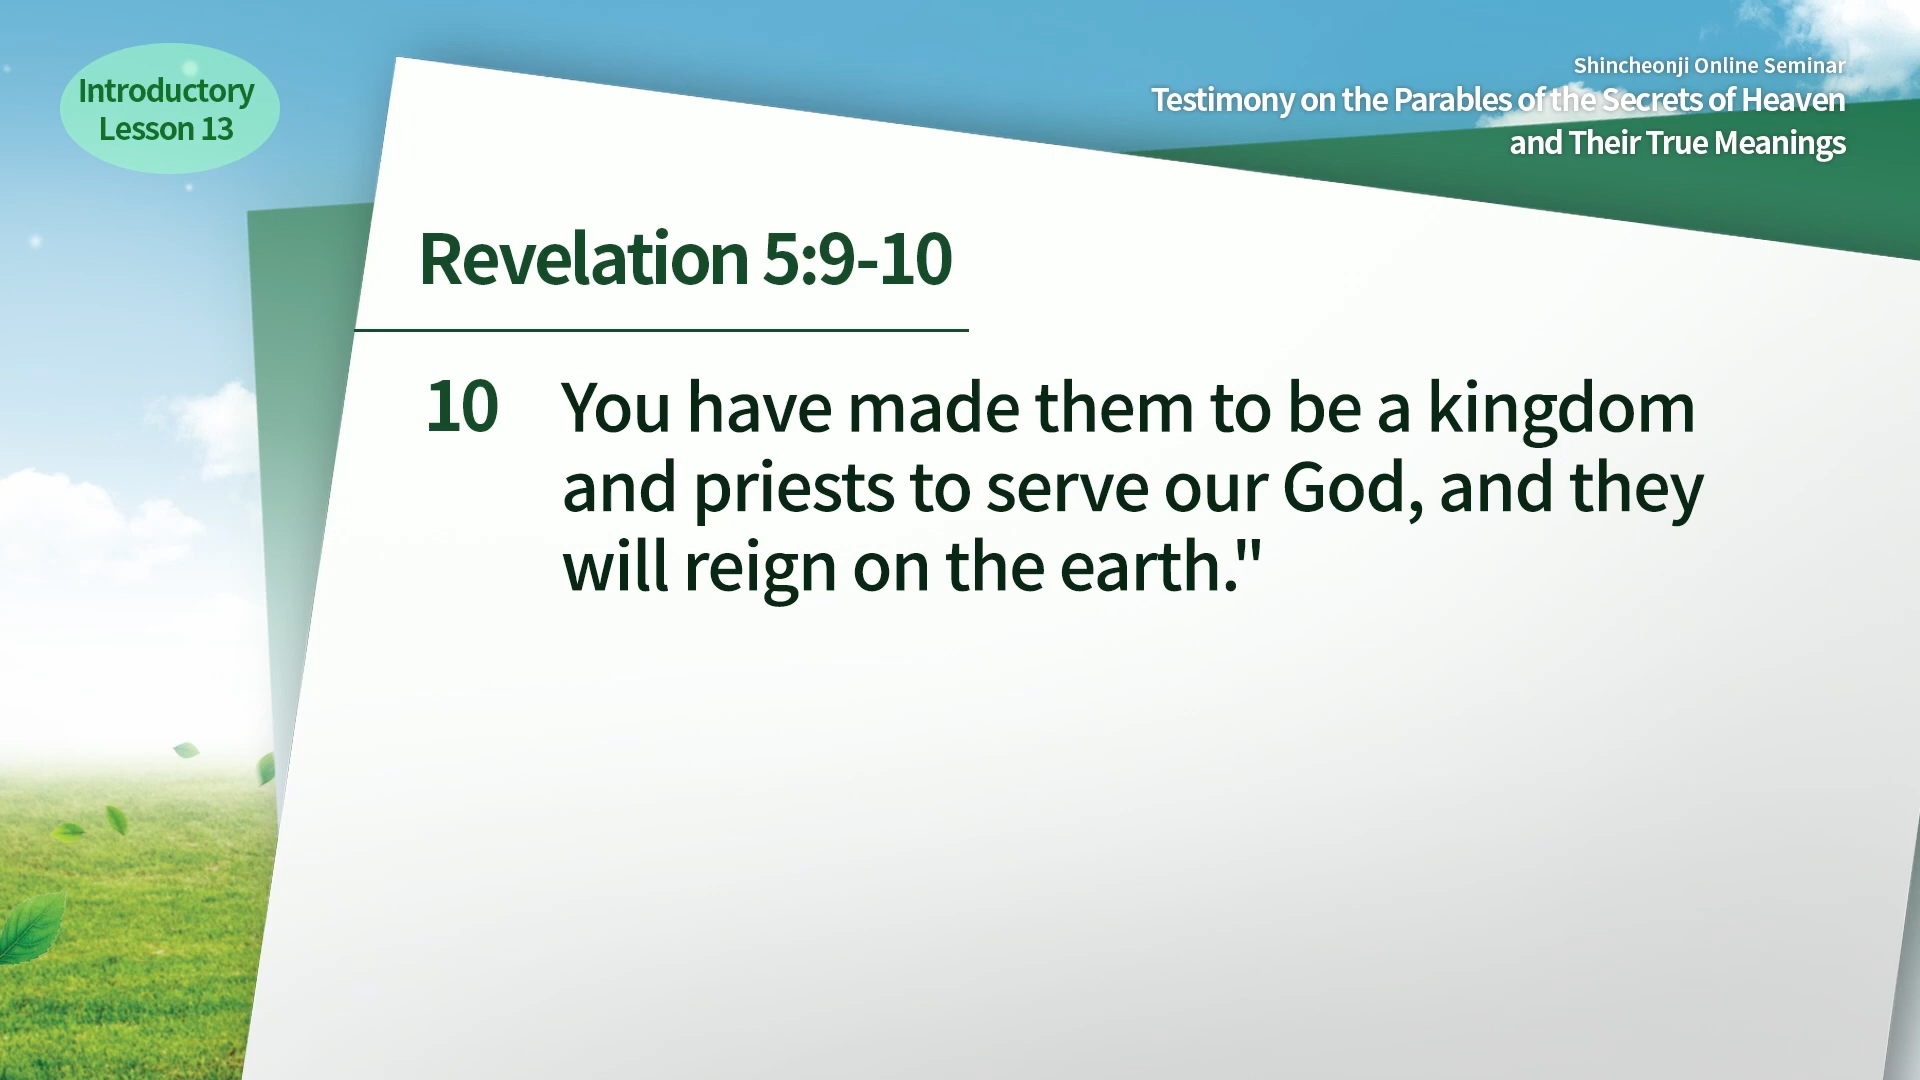 Introductory
Lesson 13
Shincheonji Online Seminar
Testimony on the Parables of the Secrets of Heaven
and Their True Meanings
Revelation 5:9-10
10 You have made them to be a kingdom
and priests to serve our God, and they
will reign on the earth."